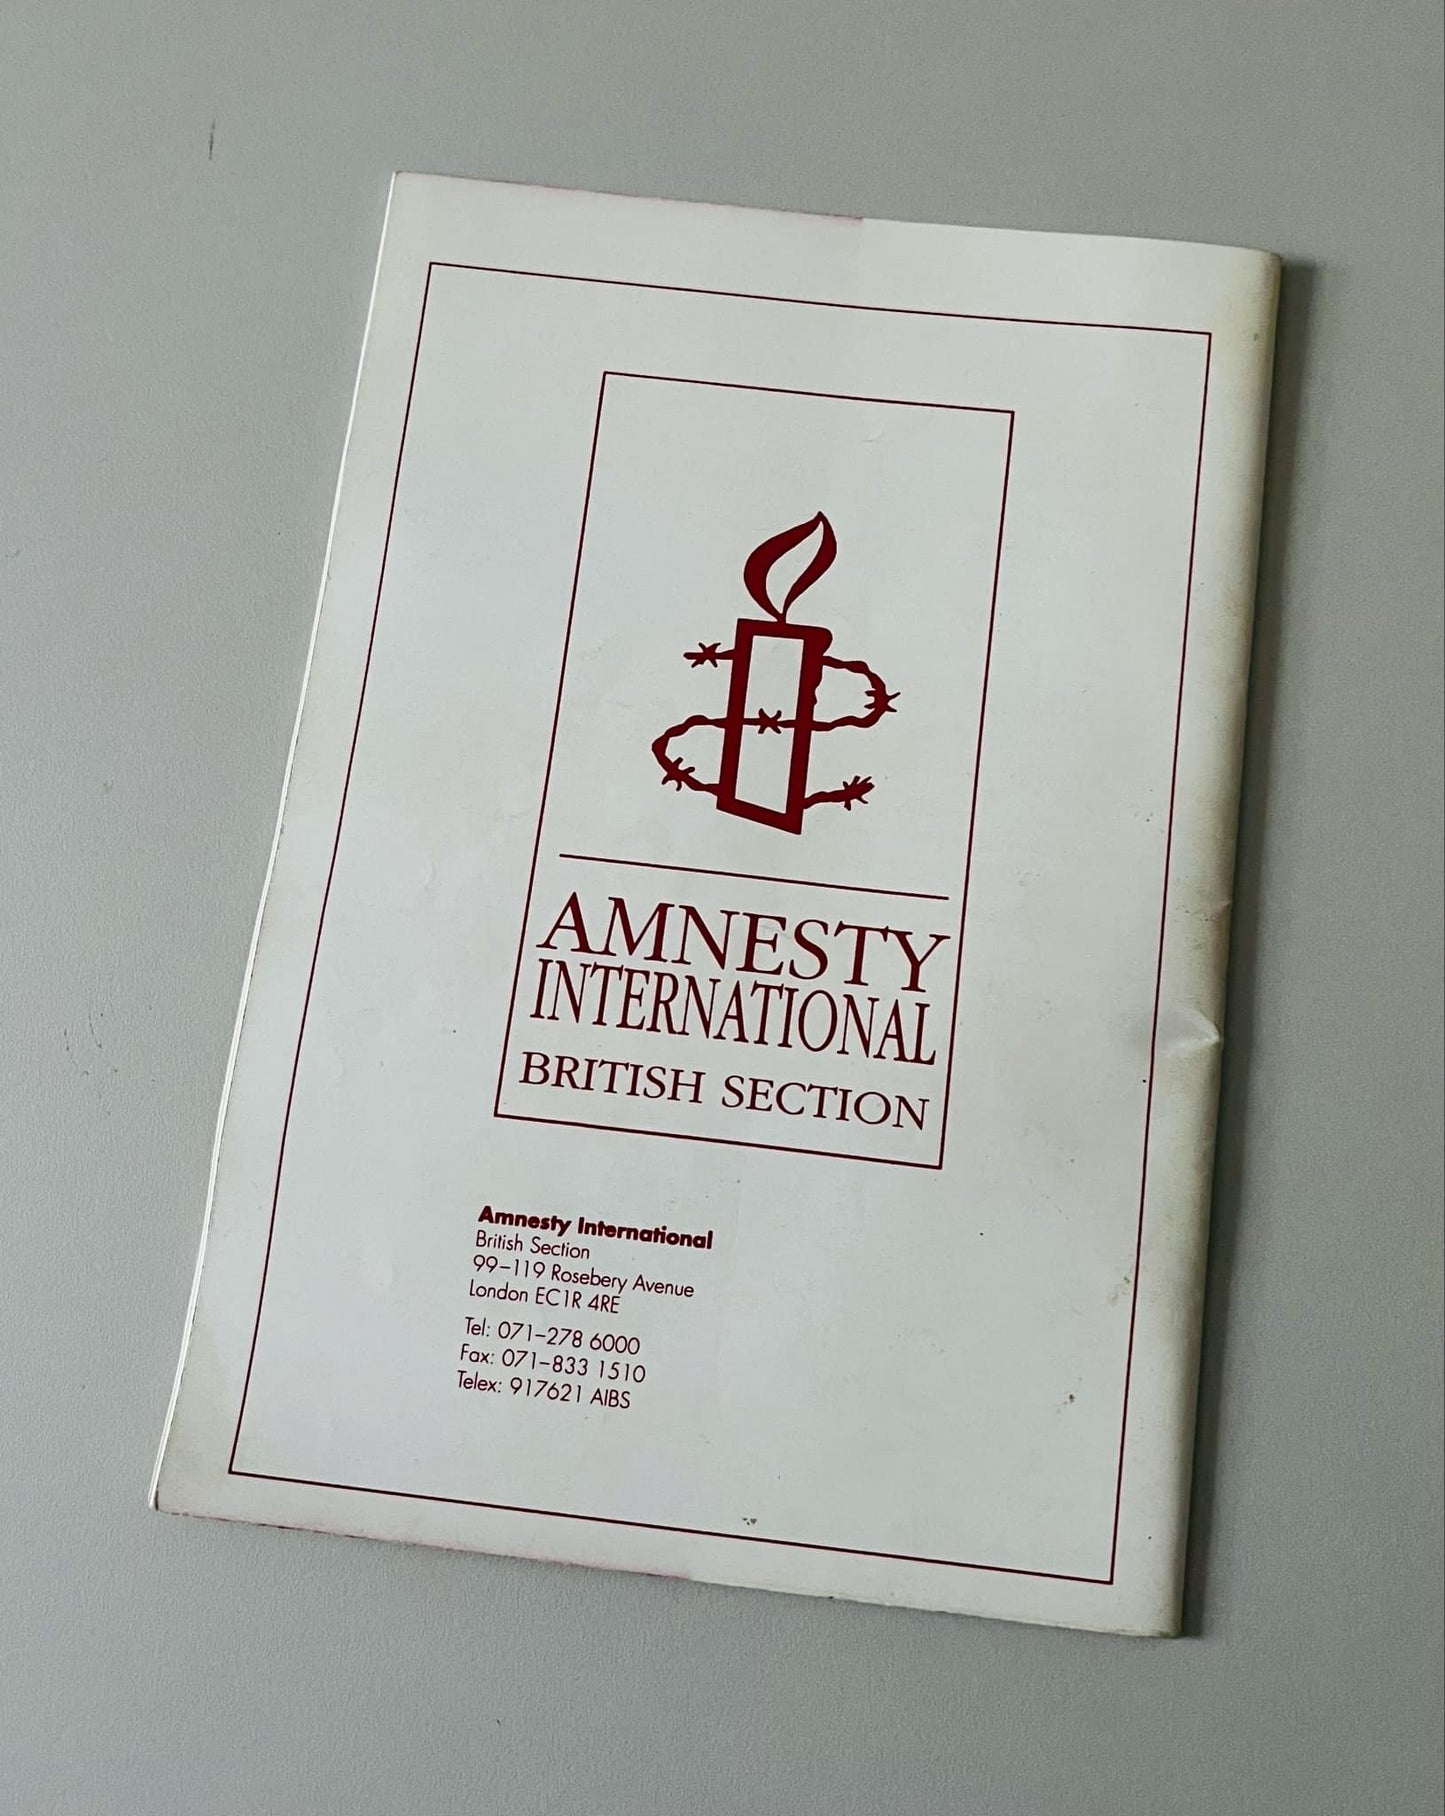 AMNESTY
INTERNATIONAL
BRITISH SECTION
Amnesty International
British Section
99–119 Rosebery Avenue
London EC1R 4RE
Tel: 071–278 6000
Fax: 071–833 1510
Telex: 917621 AIBS